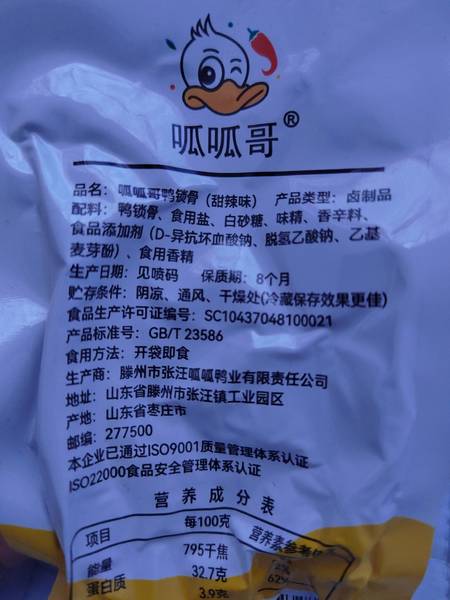 呱呱哥®
品名：呱呱哥鸭锁骨（甜辣味） 产品类型：卤制品
配料：鸭锁骨、食用盐、白砂糖、味精、香辛料、
食品添加剂（D-异抗坏血酸钠、脱氢乙酸钠、乙基
麦芽酚）、食用香精
生产日期：见喷码 保质期：8个月
贮存条件：阴凉、通风、干燥处(冷藏保存效果更佳)
食品生产许可证编号：SC10437048100021
产品标准号：GB/T 23586
食用方法：开袋即食
生产商：滕州市张汪呱呱鸭业有限责任公司
地址：山东省滕州市张汪镇工业园区
产地：山东省枣庄市
邮编：277500
本企业已通过ISO9001质量管理体系认证
ISO22000食品安全管理体系认证
营养成分表
项目 每100克 营养素参考
能量 795千焦
蛋白质 32.7克 62%
3.9克